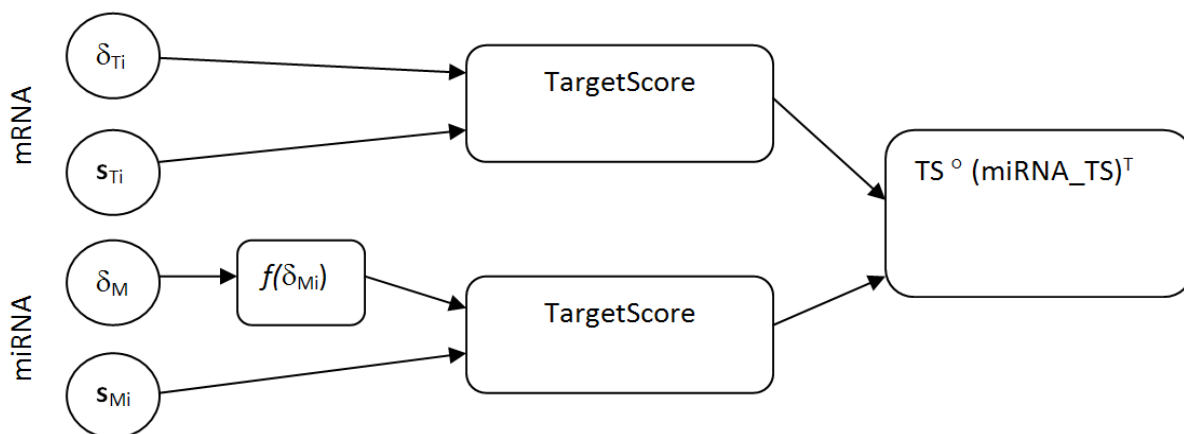 mRNA
δTi
sTi
TargetScore
TS ° (miRNA_TS)ᵀ
miRNA
δM
f(δMi)
sMi
TargetScore